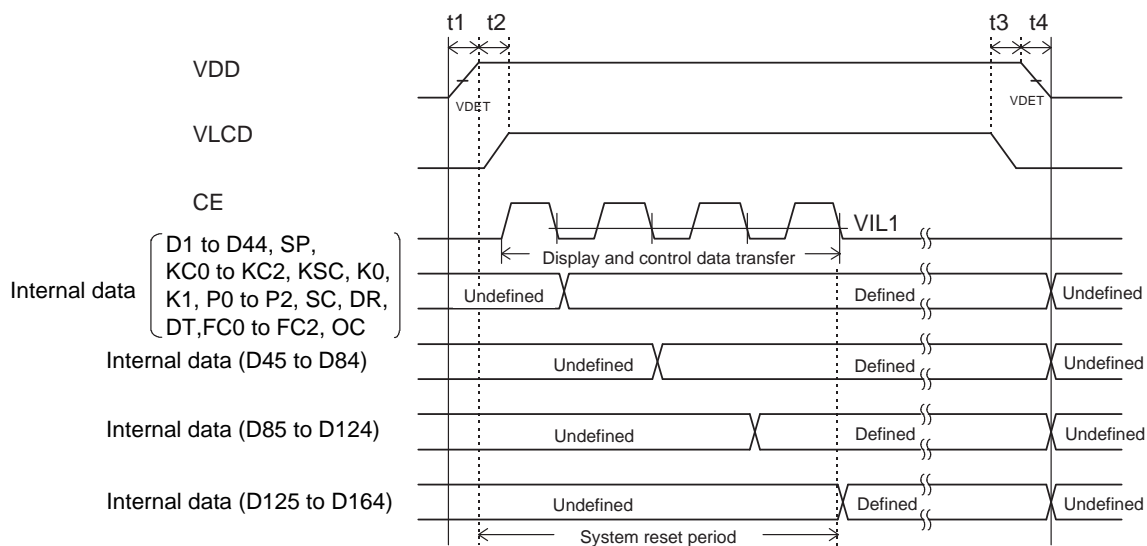 t1 t2 t3 t4
VDD
VDET VDET
VLCD
CE
VIL1
Display and control data transfer
Internal data
D1 to D44, SP,
KC0 to KC2, KSC, K0,
K1, P0 to P2, SC, DR,
DT,FC0 to FC2, OC
Undefined Defined Undefined
Internal data (D45 to D84)
Undefined Defined Undefined
Internal data (D85 to D124)
Undefined Defined Undefined
Internal data (D125 to D164)
Undefined Defined Undefined
System reset period